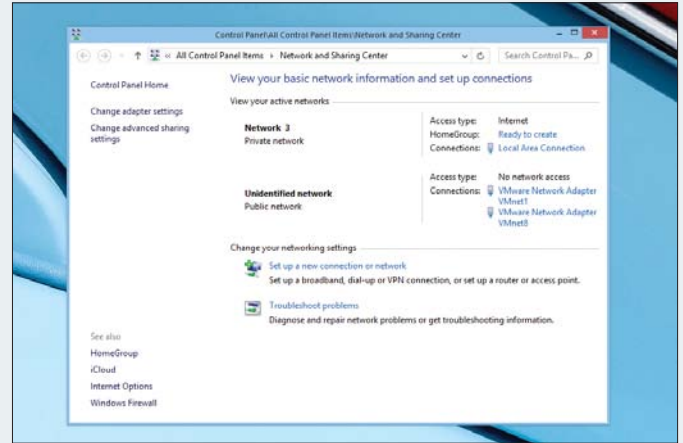 Control Panel\All Control Panel Items\Network and Sharing Center
« All Control Panel Items › Network and Sharing Center
Search Control Pa...
Control Panel Home
Change adapter settings
Change advanced sharing
settings
See also
HomeGroup
iCloud
Internet Options
Windows Firewall
View your basic network information and set up connections
View your active networks
Network 3
Private network
Access type: Internet
HomeGroup: Ready to create
Connections: Local Area Connection
Unidentified network
Public network
Access type: No network access
Connections: VMware Network Adapter
VMnet1
VMware Network Adapter
VMnet8
Change your networking settings
Set up a new connection or network
Set up a broadband, dial-up or VPN connection, or set up a router or access point.
Troubleshoot problems
Diagnose and repair network problems or get troubleshooting information.